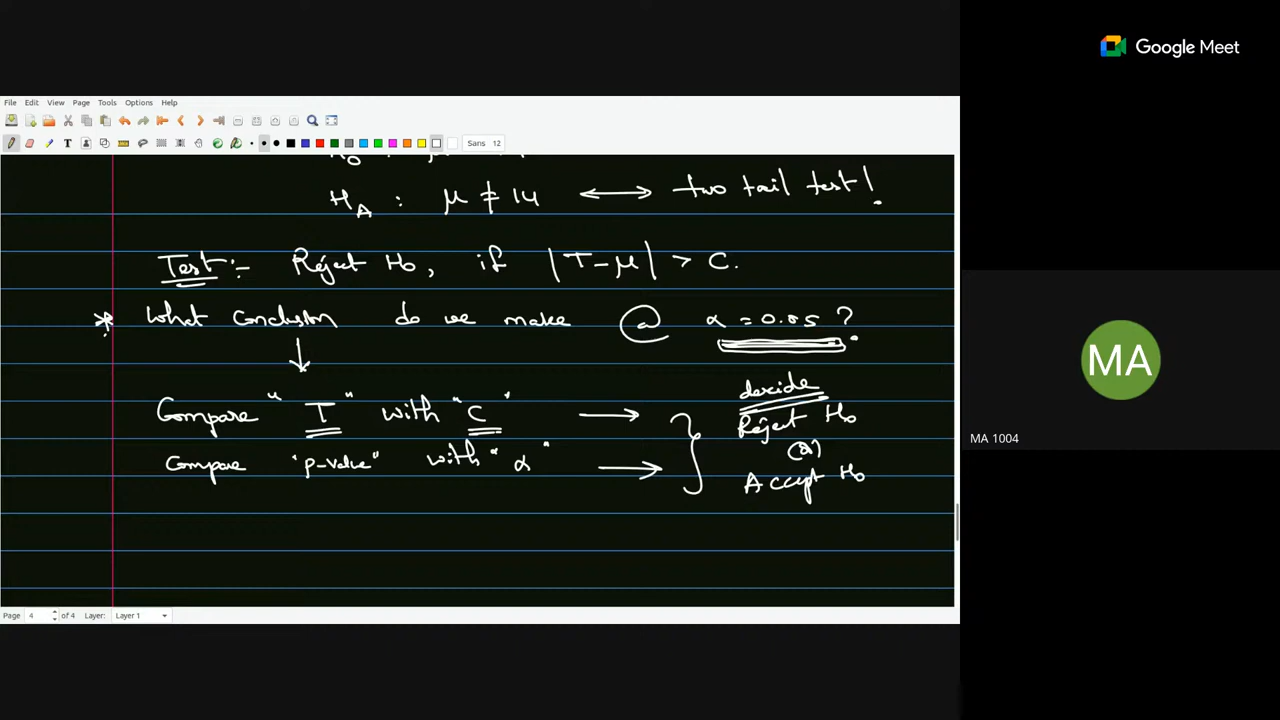 Google Meet
File Edit View Page Tools Options Help
Sans 12
H0 : μ
HA : μ ≠ 14 ⟷ two tail test!
Test:- Reject H0, if |T-μ| > C.
* What conclusion do we make @ α = 0.05 ?
↓
Compare "T" with "C" → decide Reject H0
(or)
Compare "p-value" with "α" → Accept H0
MA
MA 1004
Page 4 of 4 Layer: Layer 1